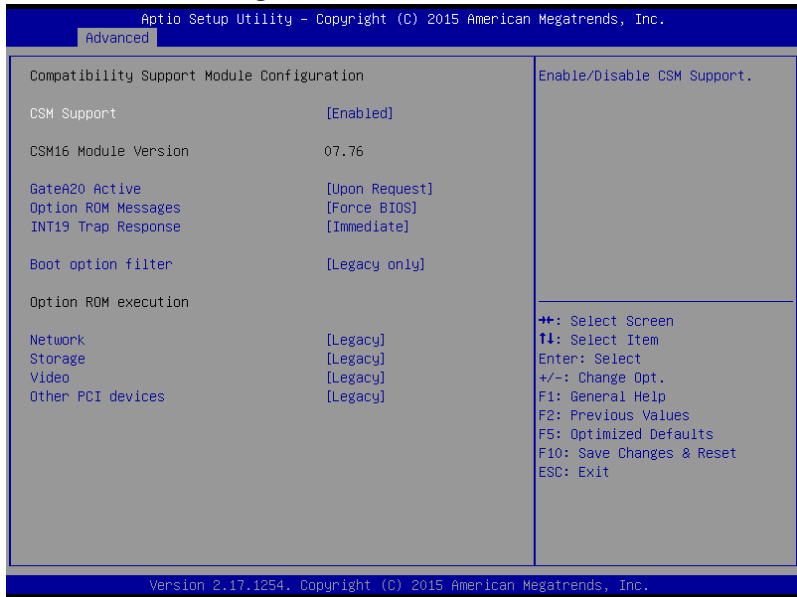 Aptio Setup Utility – Copyright (C) 2015 American Megatrends, Inc.
Advanced
Compatibility Support Module Configuration
CSM Support [Enabled]
CSM16 Module Version 07.76
GateA20 Active [Upon Request]
Option ROM Messages [Force BIOS]
INT19 Trap Response [Immediate]
Boot option filter [Legacy only]
Option ROM execution
Network [Legacy]
Storage [Legacy]
Video [Legacy]
Other PCI devices [Legacy]
Enable/Disable CSM Support.
→←: Select Screen
↑↓: Select Item
Enter: Select
+/-: Change Opt.
F1: General Help
F2: Previous Values
F5: Optimized Defaults
F10: Save Changes & Reset
ESC: Exit
Version 2.17.1254. Copyright (C) 2015 American Megatrends, Inc.